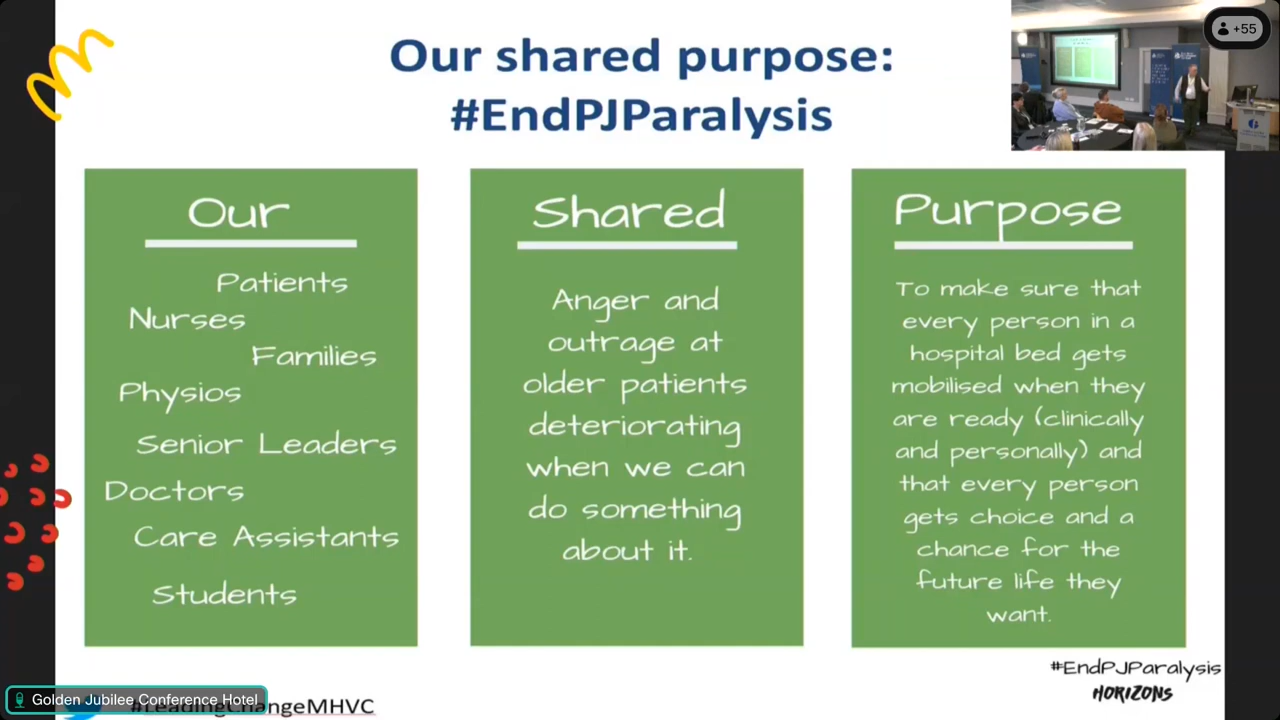 Our shared purpose:
#EndPJParalysis
+55
Our
Patients
Nurses
Families
Physios
Senior Leaders
Doctors
Care Assistants
Students
Shared
Anger and
outrage at
older patients
deteriorating
when we can
do something
about it.
Purpose
To make sure that
every person in a
hospital bed gets
mobilised when they
are ready (clinically
and personally) and
that every person
gets choice and a
chance for the
future life they
want.
#EndPJParalysis
HORIZONS
Golden Jubilee Conference Hotel
#LeadingChangeMHVC